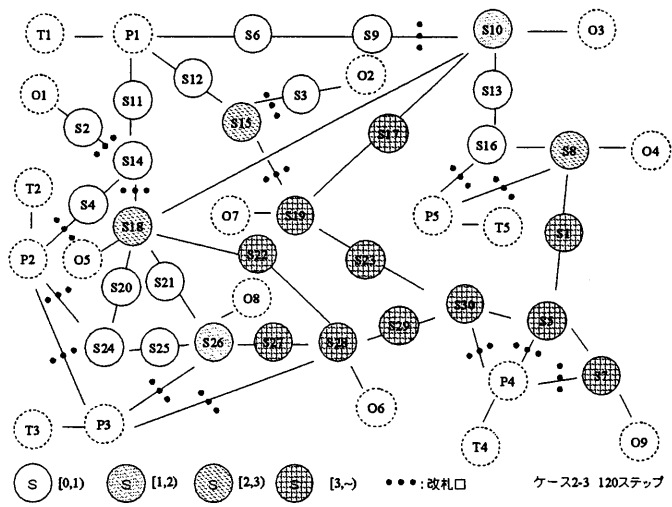 T1
P1
S6
S9
S10
O3
O1
S2
S11
S12
S3
O2
S13
S15
S17
S14
S16
S8
O4
T2
S4
O7
S19
P5
T5
S1
P2
O5
S18
S22
S23
S20
S21
O8
S30
S5
S29
S24
S25
S26
S27
S28
S7
P4
T3
P3
O6
T4
O9
S [0,1)
S [1,2)
S [2,3)
S [3,~)
●●●:改札口
ケース2-3 120ステップ